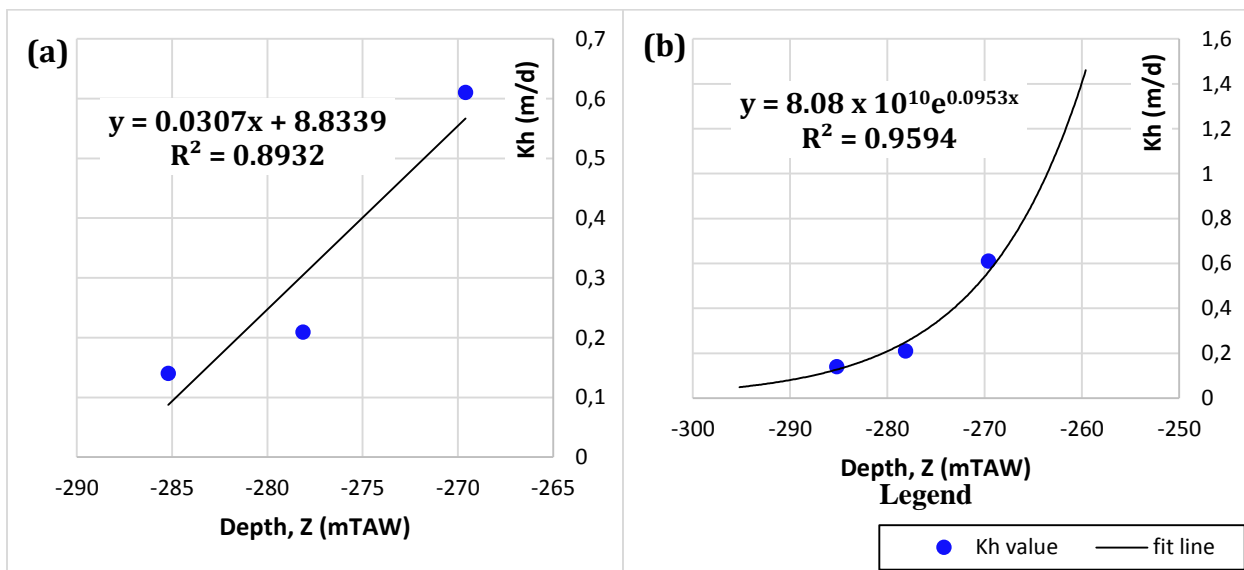 (a)
y = 0.0307x + 8.8339
R² = 0.8932
Kh (m/d)
0,7
0,6
0,5
0,4
0,3
0,2
0,1
0
-290 -285 -280 -275 -270 -265
Depth, Z (mTAW)
(b)
y = 8.08 x 10¹⁰e⁰·⁰⁹⁵³ˣ
R² = 0.9594
Kh (m/d)
1,6
1,4
1,2
1
0,8
0,6
0,4
0,2
0
-300 -290 -280 -270 -260 -250
Depth, Z (mTAW)
Legend
Kh value fit line